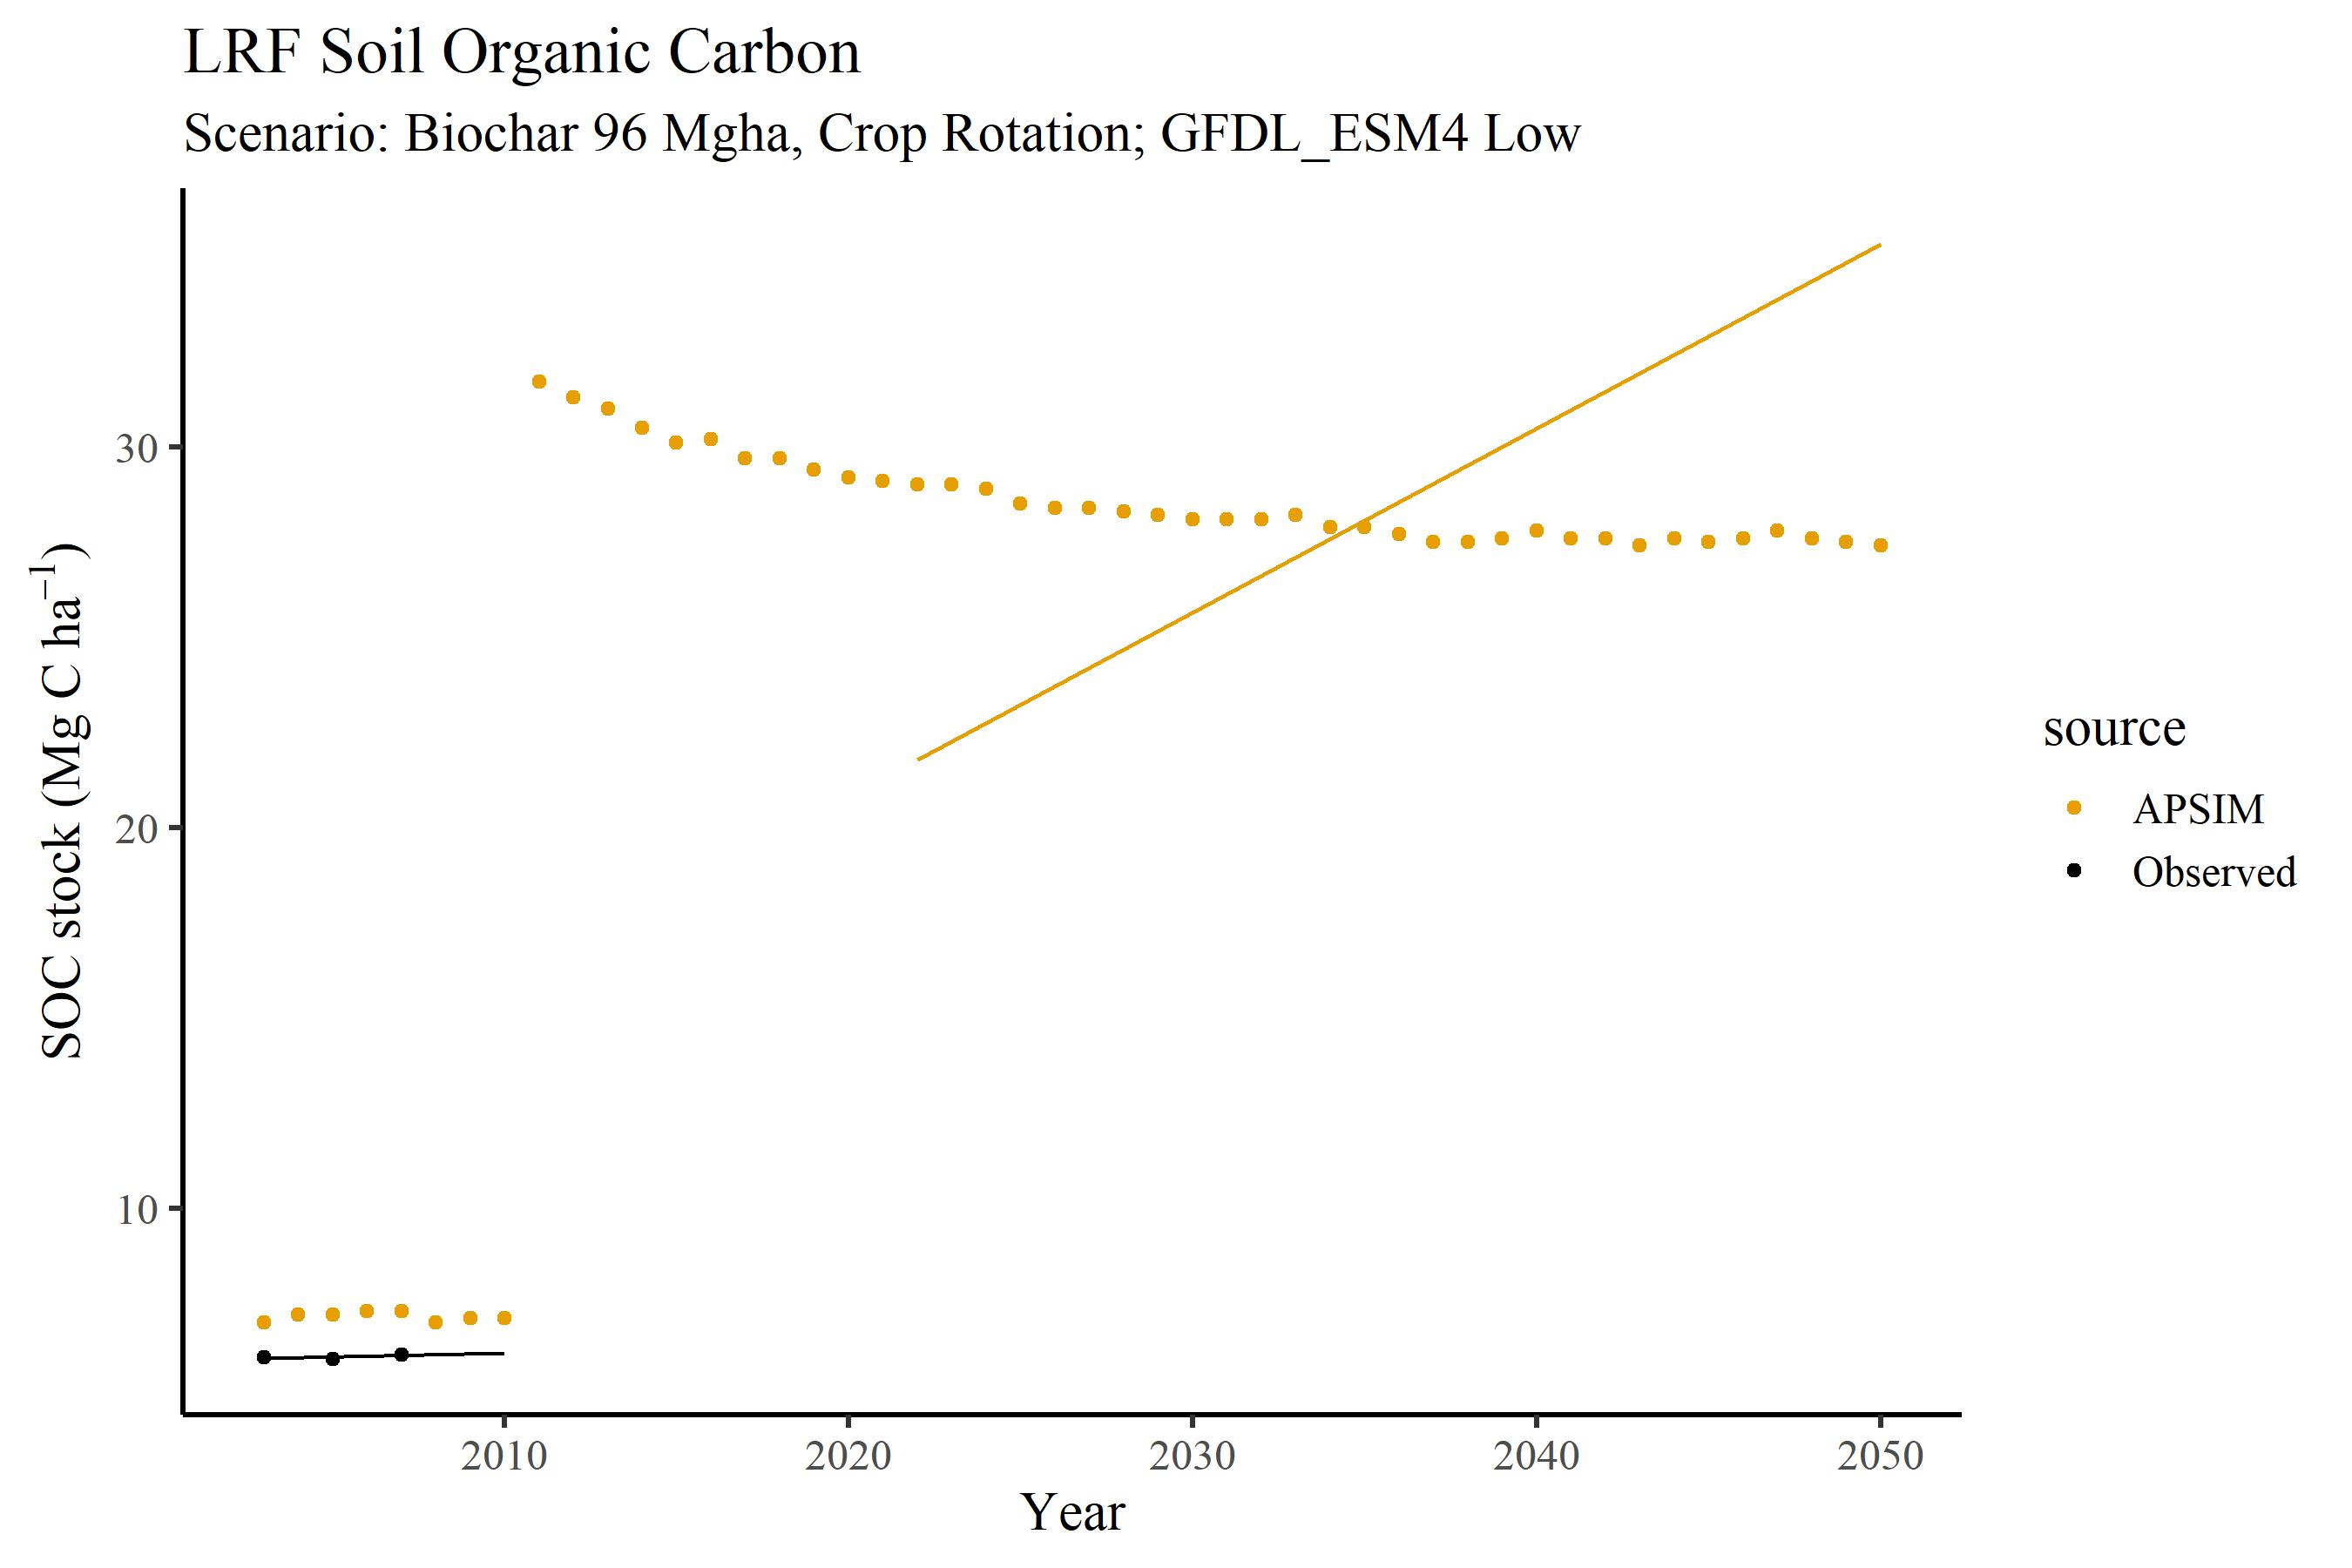 LRF Soil Organic Carbon
Scenario: Biochar 96 Mgha, Crop Rotation; GFDL_ESM4 Low
SOC stock (Mg C ha⁻¹)
30
20
10
2010 2020 2030 2040 2050
Year
source
APSIM
Observed